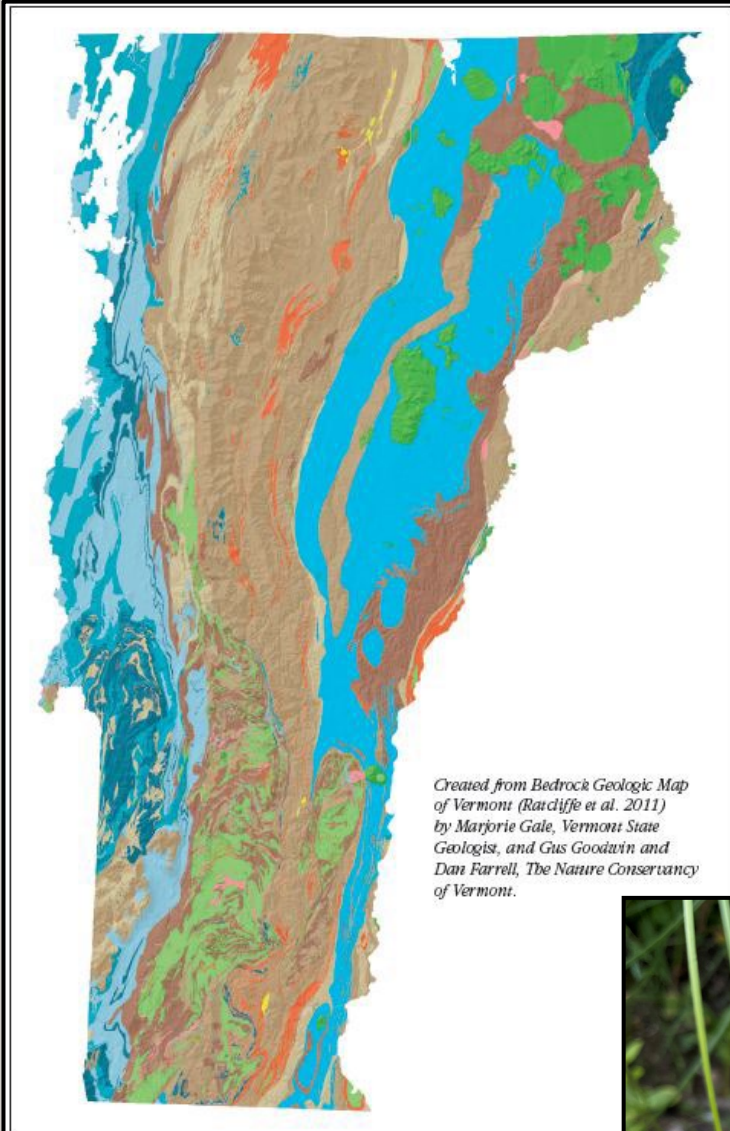 Created from Bedrock Geologic Map
of Vermont (Ratcliffe et al. 2011)
by Marjorie Gale, Vermont State
Geologist, and Gus Goodwin and
Dan Farrell, The Nature Conservancy
of Vermont.